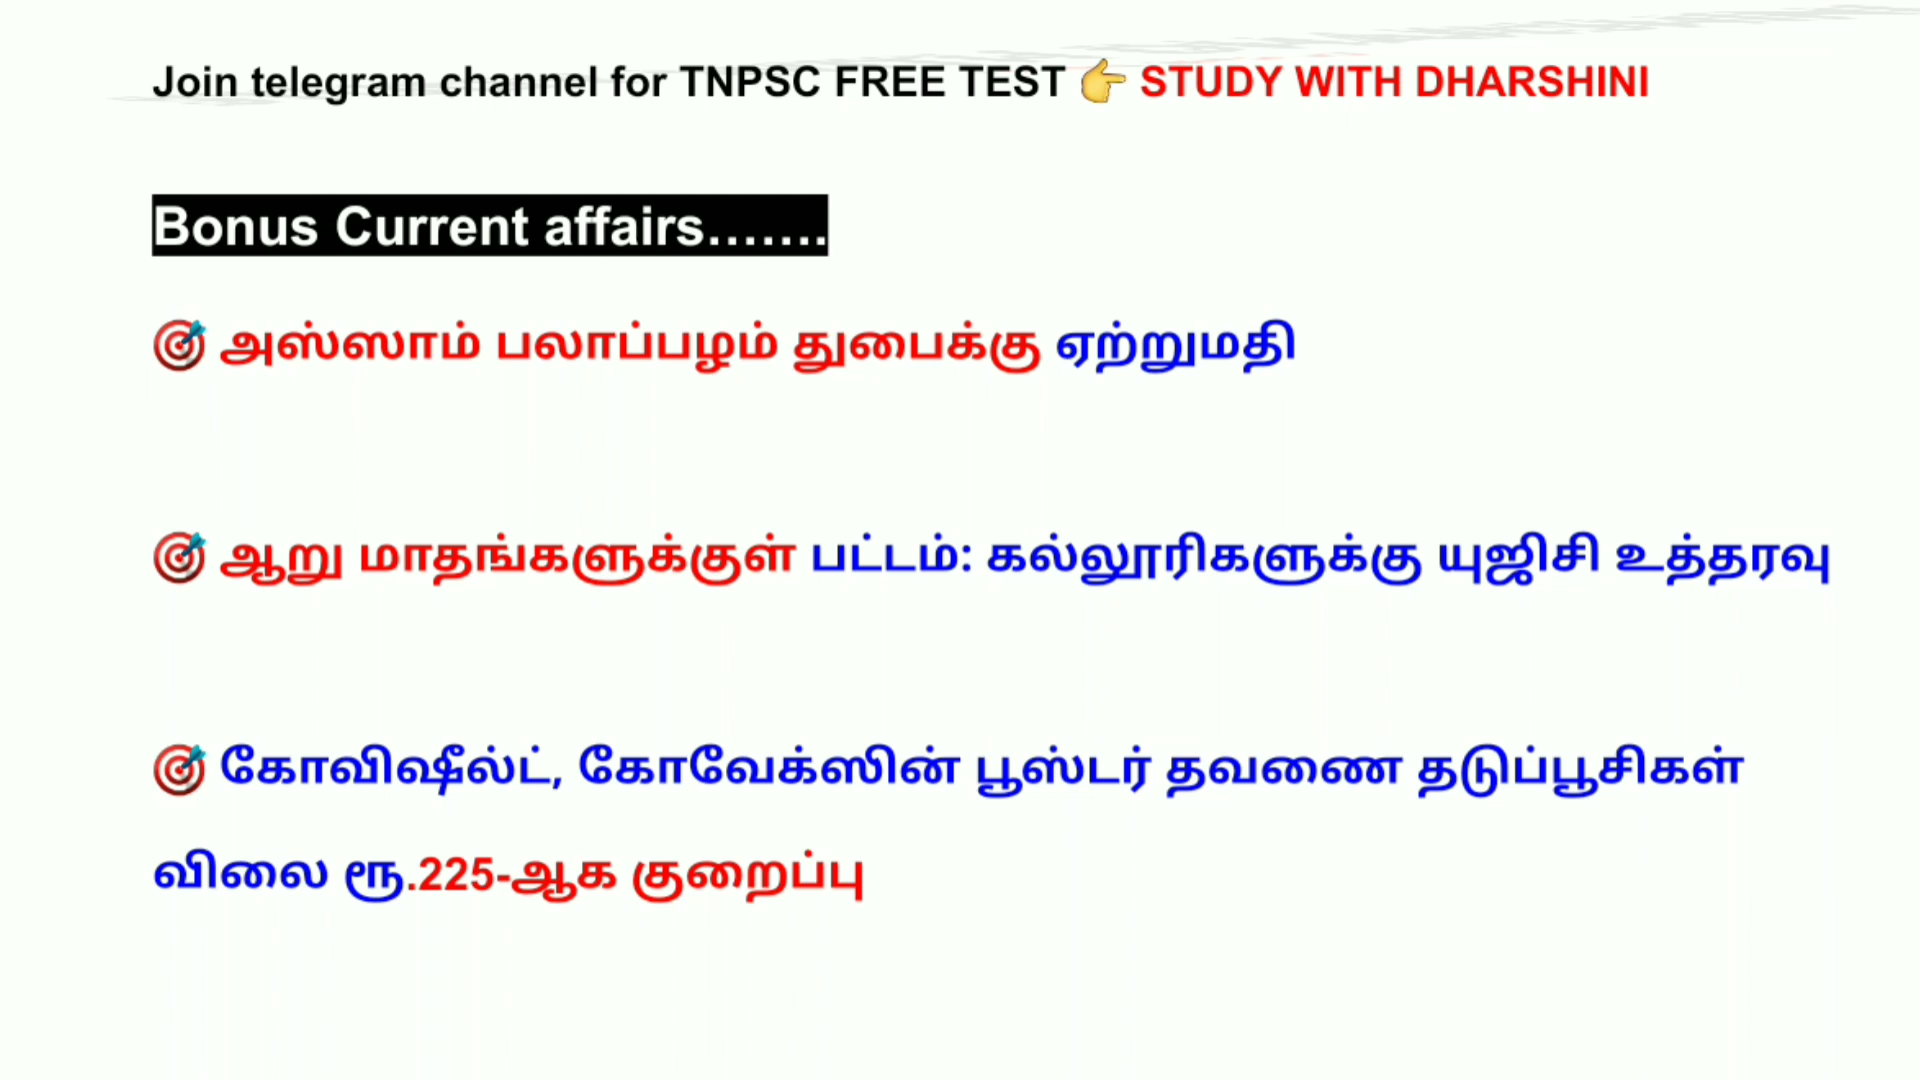 Join telegram channel for TNPSC FREE TEST 👉 STUDY WITH DHARSHINI
Bonus Current affairs.......
🎯 அஸ்ஸாம் பலாப்பழம் துபைக்கு ஏற்றுமதி
🎯 ஆறு மாதங்களுக்குள் பட்டம்: கல்லூரிகளுக்கு யுஜிசி உத்தரவு
🎯 கோவிஷீல்ட், கோவேக்ஸின் பூஸ்டர் தவணை தடுப்பூசிகள்
விலை ரூ.225-ஆக குறைப்பு